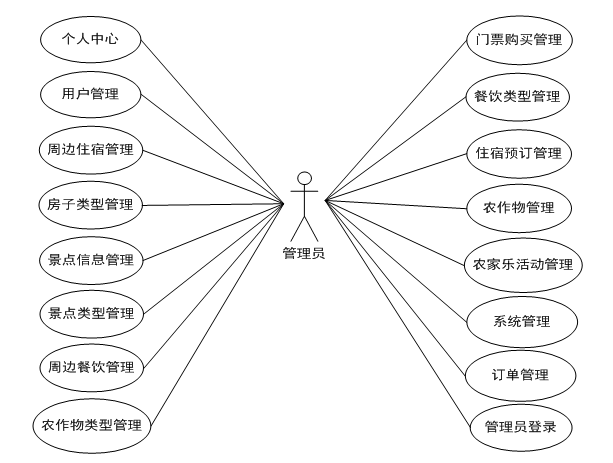 个人中心
用户管理
周边住宿管理
房子类型管理
景点信息管理
景点类型管理
周边餐饮管理
农作物类型管理
管理员
门票购买管理
餐饮类型管理
住宿预订管理
农作物管理
农家乐活动管理
系统管理
订单管理
管理员登录